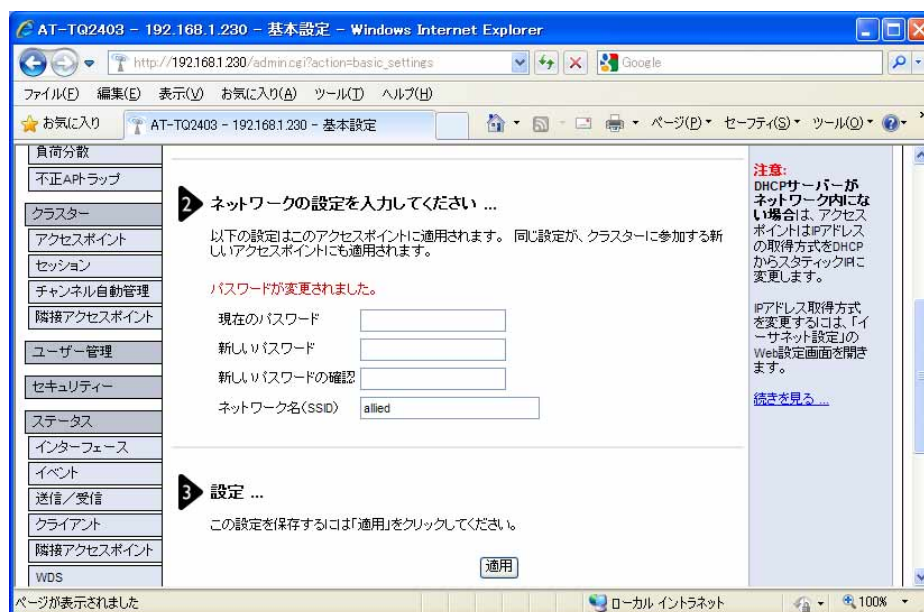 AT-TQ2403 - 192.168.1.230 - 基本設定 - Windows Internet Explorer
http://192.168.1.230/admin.cgi?action=basic_settings
Google
ファイル(F) 編集(E) 表示(V) お気に入り(A) ツール(T) ヘルプ(H)
お気に入り
AT-TQ2403 - 192.168.1.230 - 基本設定
ページ(P) セーフティ(S) ツール(O)
負荷分散
不正APトラップ
クラスター
アクセスポイント
セッション
チャンネル自動管理
隣接アクセスポイント
ユーザー管理
セキュリティー
ステータス
インターフェース
イベント
送信/受信
クライアント
隣接アクセスポイント
WDS
2 ネットワークの設定を入力してください ...
以下の設定はこのアクセスポイントに適用されます。 同じ設定が、クラスターに参加する新
しいアクセスポイントにも適用されます。
パスワードが変更されました。
現在のパスワード
新しいパスワード
新しいパスワードの確認
ネットワーク名(SSID) allied
3 設定 ...
この設定を保存するには「適用」をクリックしてください。
適用
注意:
DHCPサーバーが
ネットワーク内にな
い場合は、アクセス
ポイントはIPアドレス
の取得方式をDHCP
からスタティックIPに
変更します。
IPアドレス取得方式
を変更するには、「イ
ーサネット設定」の
Web設定画面を開き
ます。
続きを見る ...
ページが表示されました
ローカル イントラネット
100%